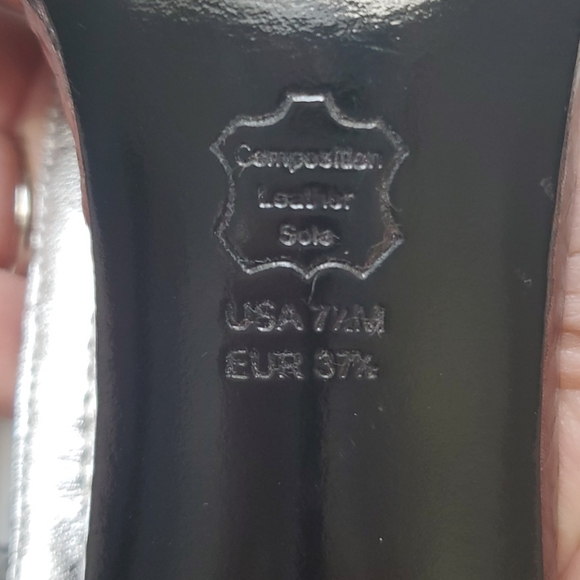 Composition
Leather
Sole
USA 7½M
EUR 37½